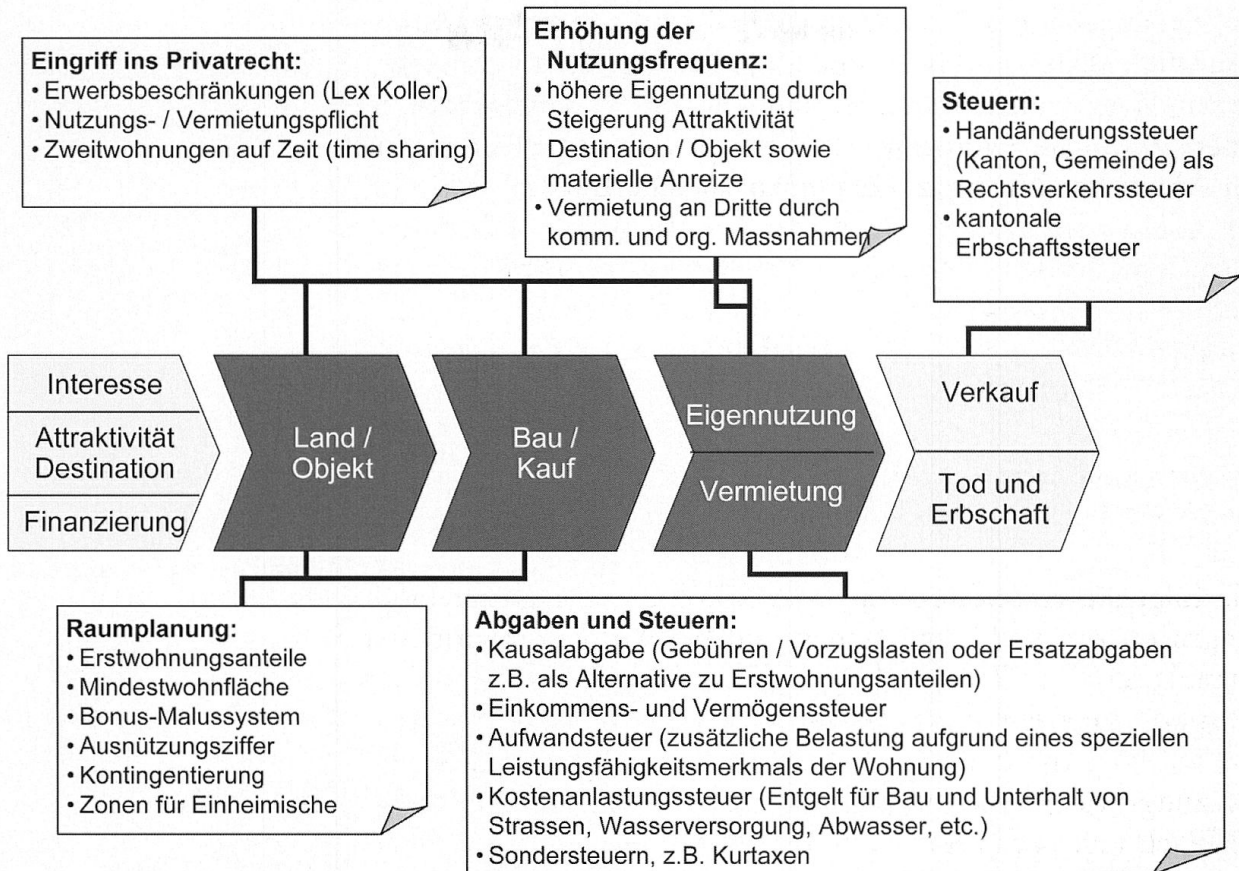 Eingriff ins Privatrecht:
• Erwerbsbeschränkungen (Lex Koller)
• Nutzungs- / Vermietungspflicht
• Zweitwohnungen auf Zeit (time sharing)
Erhöhung der
Nutzungsfrequenz:
• höhere Eigennutzung durch
Steigerung Attraktivität
Destination / Objekt sowie
materielle Anreize
• Vermietung an Dritte durch
komm. und org. Massnahmen
Steuern:
• Handänderungssteuer
(Kanton, Gemeinde) als
Rechtsverkehrssteuer
• kantonale
Erbschaftssteuer
Interesse
Attraktivität
Destination
Finanzierung
Land /
Objekt
Bau /
Kauf
Eigennutzung
Vermietung
Verkauf
Tod und
Erbschaft
Raumplanung:
• Erstwohnungsanteile
• Mindestwohnfläche
• Bonus-Malussystem
• Ausnützungsziffer
• Kontingentierung
• Zonen für Einheimische
Abgaben und Steuern:
• Kausalabgabe (Gebühren / Vorzugslasten oder Ersatzabgaben
z.B. als Alternative zu Erstwohnungsanteilen)
• Einkommens- und Vermögenssteuer
• Aufwandsteuer (zusätzliche Belastung aufgrund eines speziellen
Leistungsfähigkeitsmerkmals der Wohnung)
• Kostenanlastungssteuer (Entgelt für Bau und Unterhalt von
Strassen, Wasserversorgung, Abwasser, etc.)
• Sondersteuern, z.B. Kurtaxen